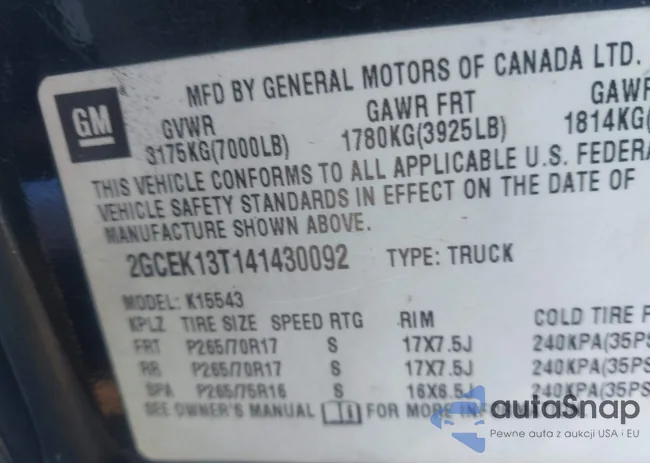 MFD BY GENERAL MOTORS OF CANADA LTD.
GM
GVWR GAWR FRT GAWR
3175KG(7000LB) 1780KG(3925LB) 1814KG(
THIS VEHICLE CONFORMS TO ALL APPLICABLE U.S. FEDERA
VEHICLE SAFETY STANDARDS IN EFFECT ON THE DATE OF
MANUFACTURE SHOWN ABOVE.
2GCEK13T141430092 TYPE: TRUCK
MODEL: K15543
KPLZ TIRE SIZE SPEED RTG RIM COLD TIRE P
FRT P265/70R17 S 17X7.5J 240KPA(35PS
RR P265/70R17 S 17X7.5J 240KPA(35PS
SPA P265/75R16 S 16X6.5J 240KPA(35PS
SEE OWNER'S MANUAL FOR MORE INFORMATION
autoSnap
Pewne auta z aukcji USA i EU